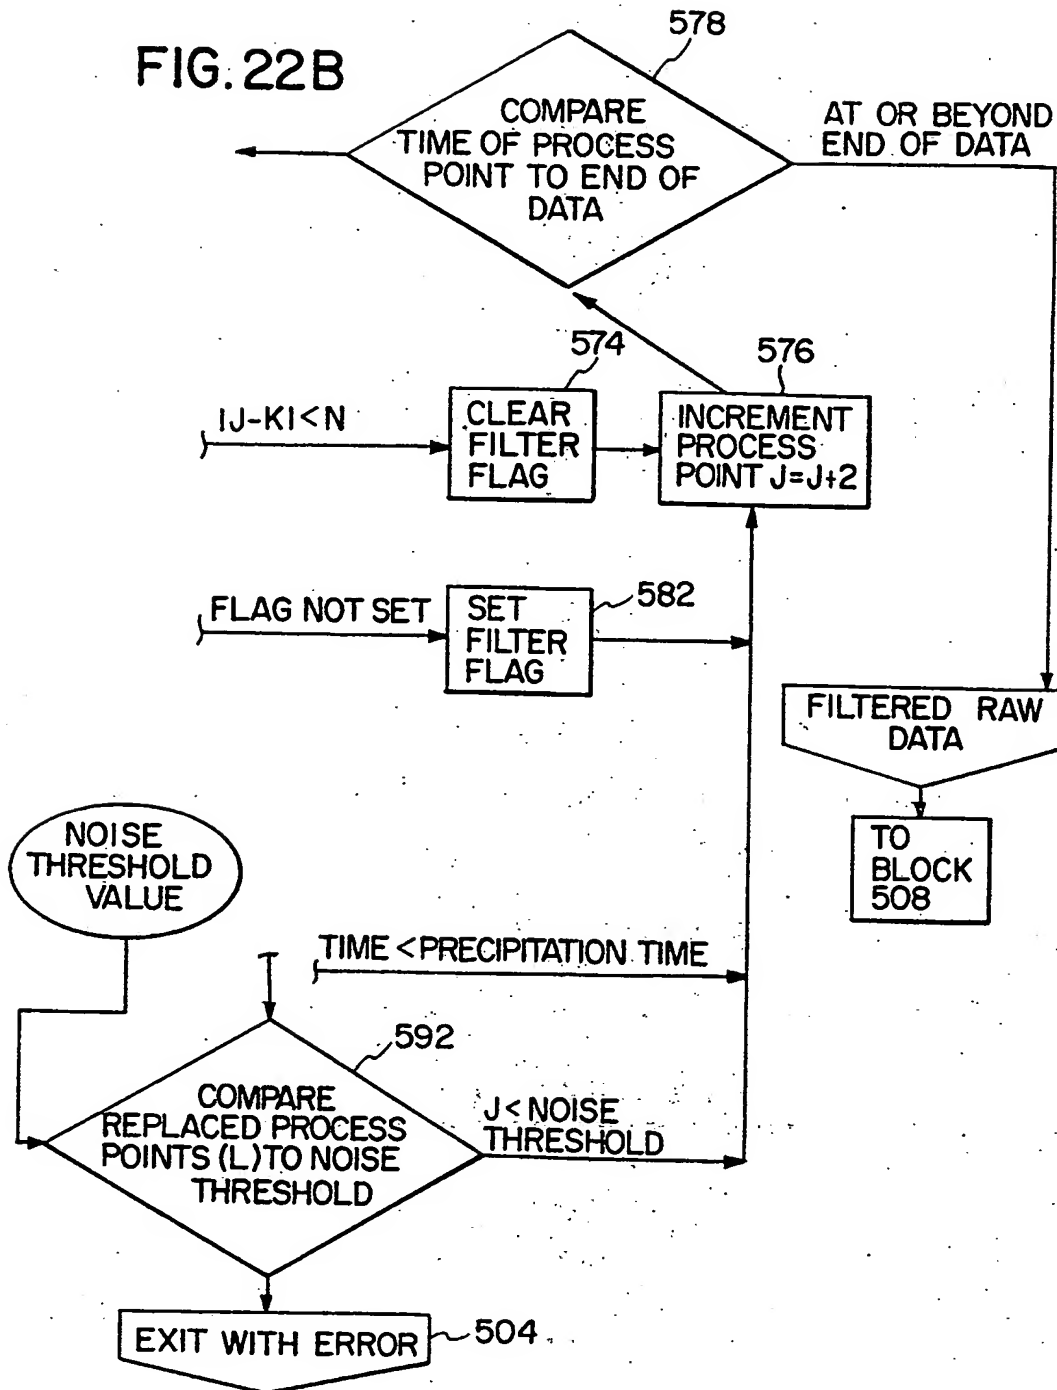 FIG. 22B
578
COMPARE
TIME OF PROCESS
POINT TO END OF
DATA
AT OR BEYOND
END OF DATA
574
576
IJ-KI<N
CLEAR
FILTER
FLAG
INCREMENT
PROCESS
POINT J=J+2
FLAG NOT SET
SET
FILTER
FLAG
582
FILTERED RAW
DATA
TO
BLOCK
508
NOISE
THRESHOLD
VALUE
TIME <PRECIPITATION TIME
592
COMPARE
REPLACED PROCESS
POINTS (L) TO NOISE
THRESHOLD
J< NOISE
THRESHOLD
EXIT WITH ERROR
504